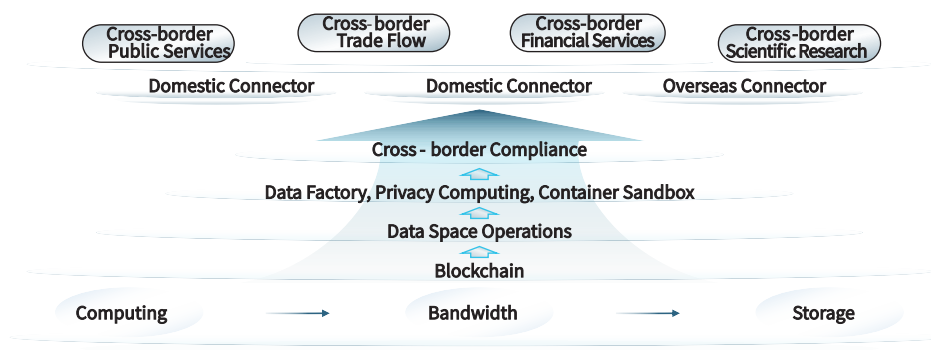 Cross-border
Public Services
Cross-border
Trade Flow
Cross-border
Financial Services
Cross-border
Scientific Research
Domestic Connector
Domestic Connector
Overseas Connector
Cross - border Compliance
Data Factory, Privacy Computing, Container Sandbox
Data Space Operations
Blockchain
Computing
Bandwidth
Storage